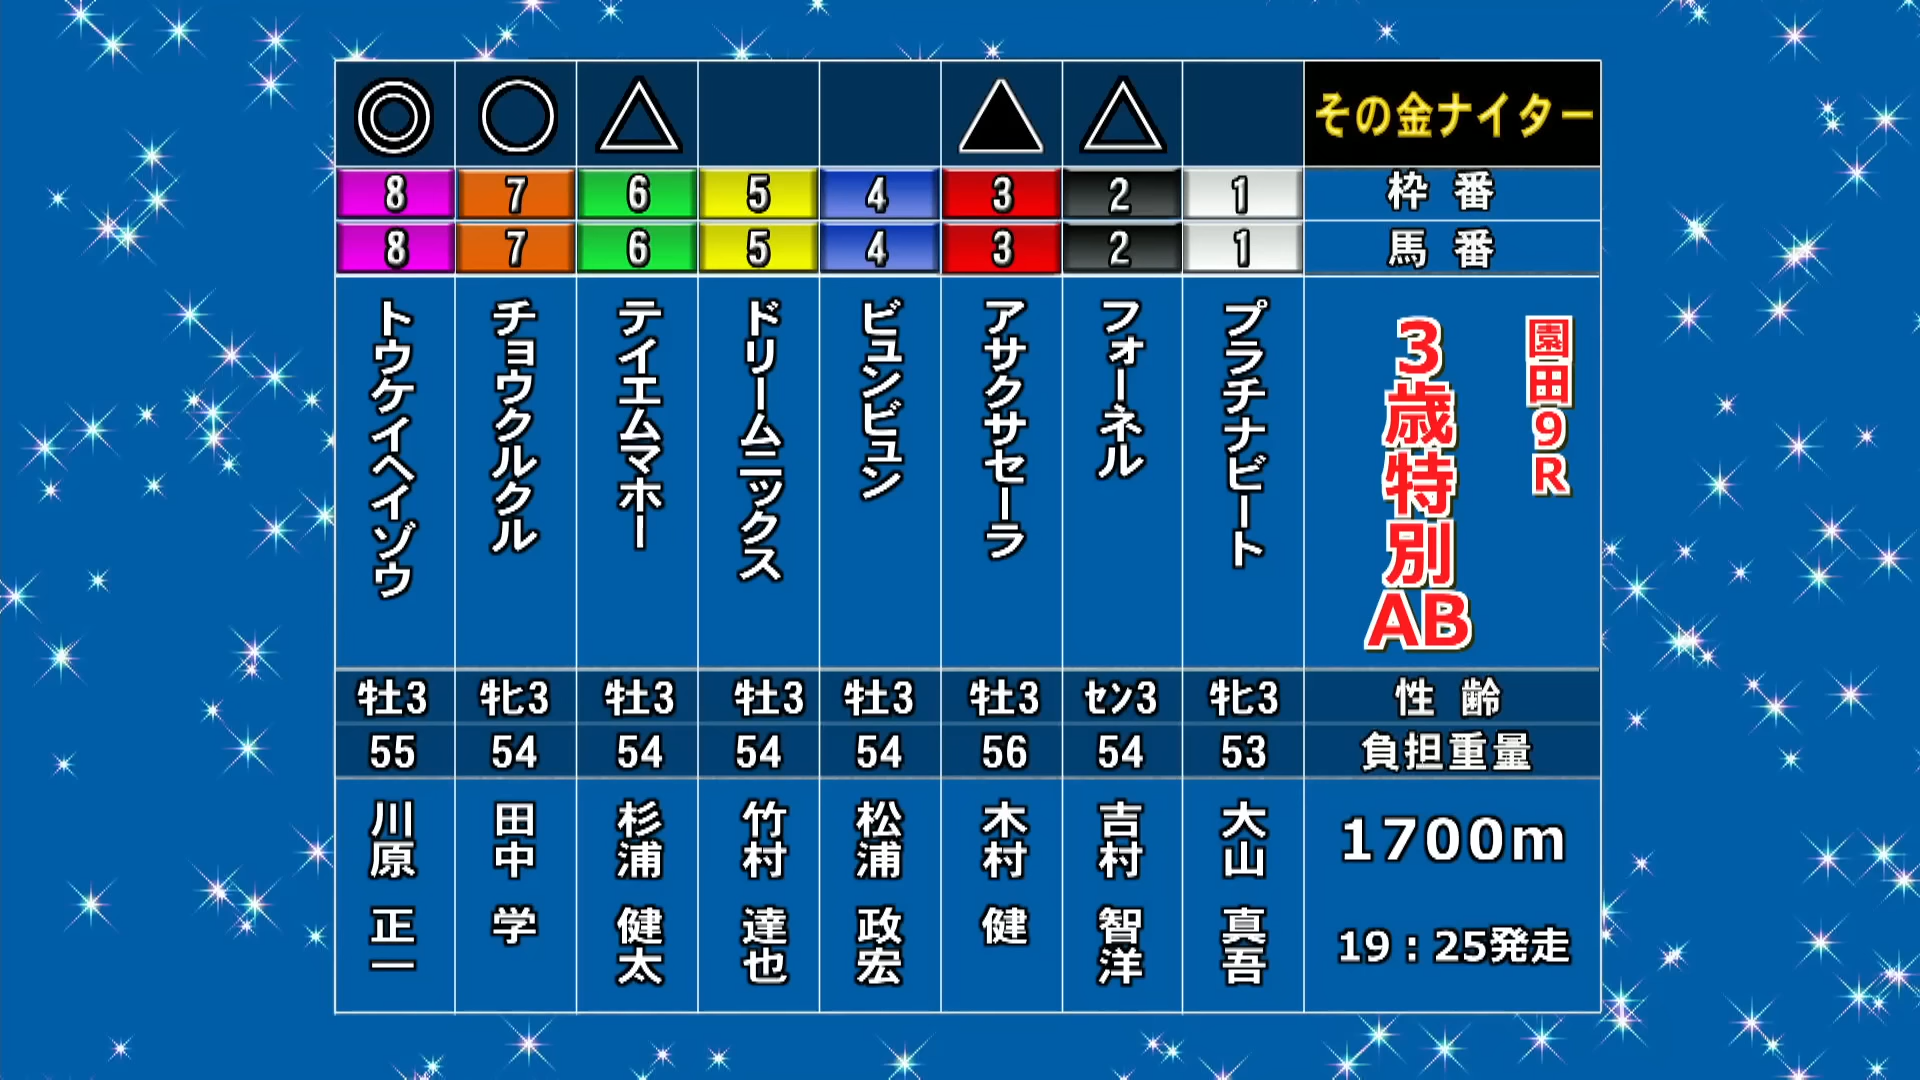 その金ナイター
園田9R
3歳特別AB
枠番
馬番
性齢
負担重量
1700m
19：25発走
1
1
プラチナビート
牝3
53
大山 真吾
△
2
2
フォーネル
セン3
54
吉村 智洋
▲
3
3
アサクサセーラ
牡3
56
木村 健
4
4
ビュンビュン
牡3
54
松浦 政宏
5
5
ドリームニックス
牡3
54
竹村 達也
△
6
6
テイエムマホー
牡3
54
杉浦 健太
○
7
7
チョウクルクル
牝3
54
田中 学
◎
8
8
トウケイヘイゾウ
牡3
55
川原 正一